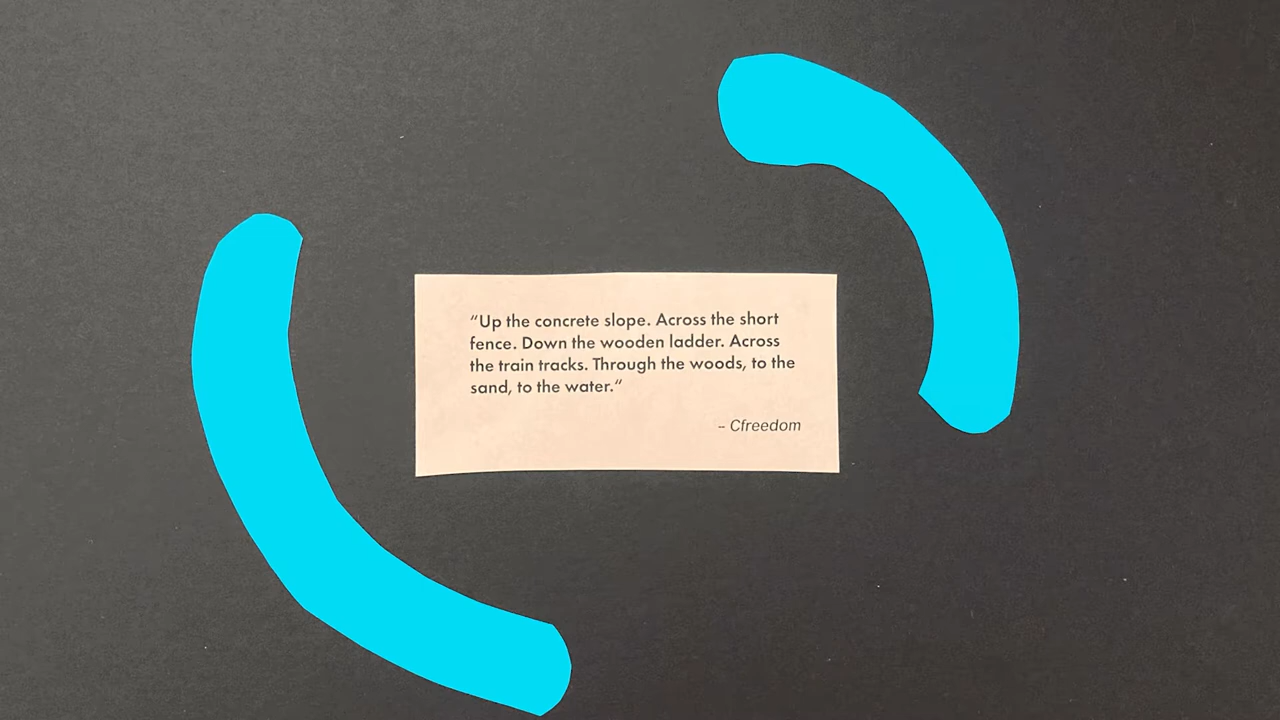 “Up the concrete slope. Across the short
fence. Down the wooden ladder. Across
the train tracks. Through the woods, to the
sand, to the water.”
– Cfreedom